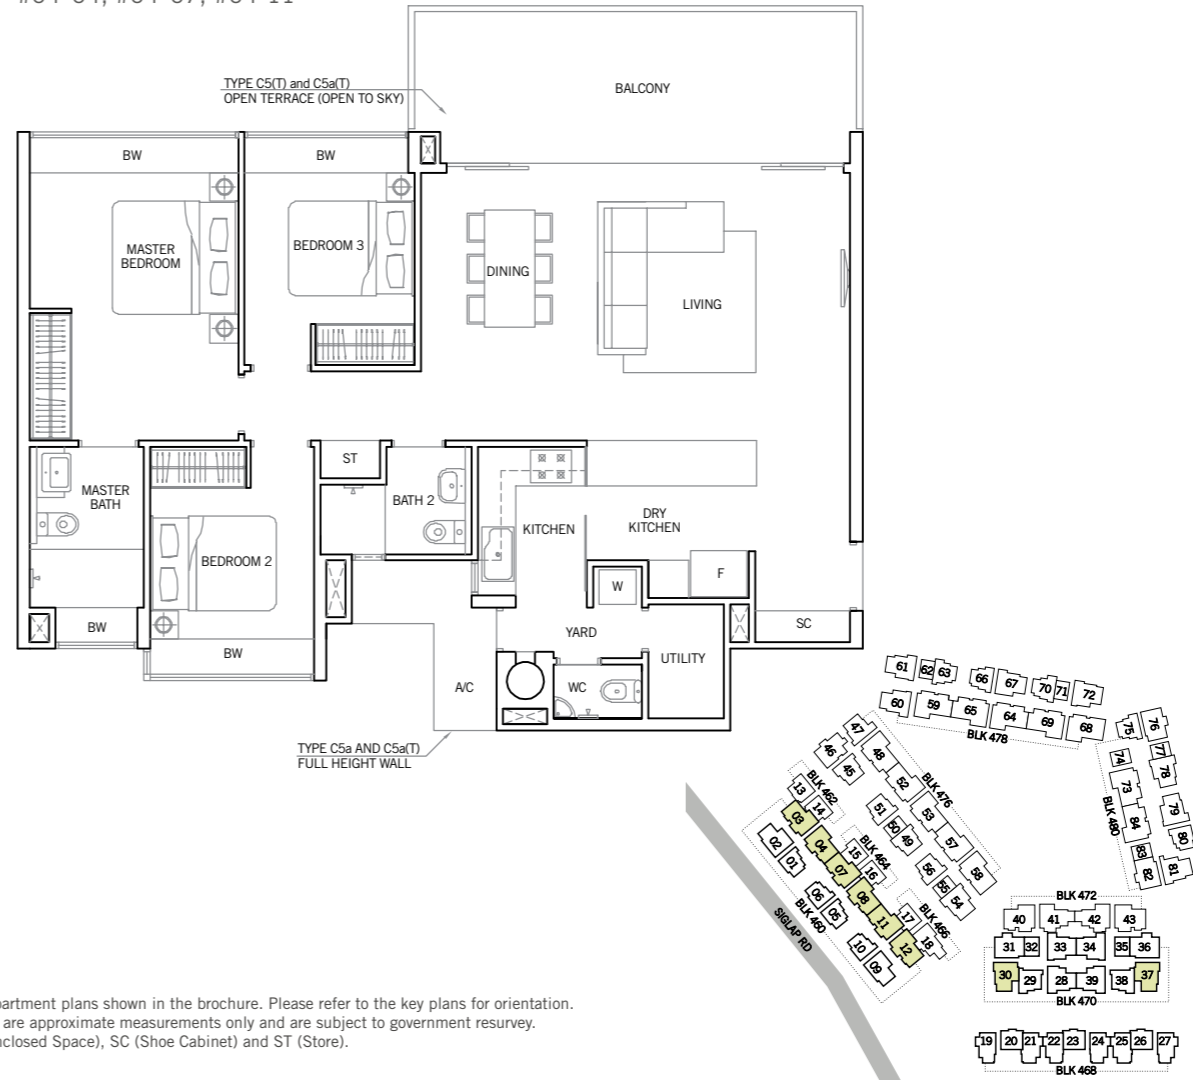 TYPE C5(T) and C5a(T)
OPEN TERRACE (OPEN TO SKY)
BALCONY
BW
BW
MASTER
BEDROOM
BEDROOM 3
DINING
LIVING
ST
MASTER
BATH
BATH 2
KITCHEN
DRY
KITCHEN
BEDROOM 2
F
W
BW
SC
YARD
BW
UTILITY
A/C
WC
TYPE C5a AND C5a(T)
FULL HEIGHT WALL
61
62
63
66
67
70
71
72
60
59
65
64
69
68
BLK 478
75
76
74
77
78
73
79
84
80
83
82
81
BLK 480
47
46
48
45
52
BLK 476
51
50
49
53
57
56
55
54
58
BLK 462
13
14
03
04
BLK 464
15
16
07
08
11
12
BLK 466
17
18
02
01
06
05
10
09
BLK 460
SIGLAP RD
BLK 472
40
41
42
43
31
32
33
34
35
36
30
29
28
39
38
37
BLK 470
19
20
21
22
23
24
25
26
27
BLK 468
partment plans shown in the brochure. Please refer to the key plans for orientation.
are approximate measurements only and are subject to government resurvey.
nclosed Space), SC (Shoe Cabinet) and ST (Store).